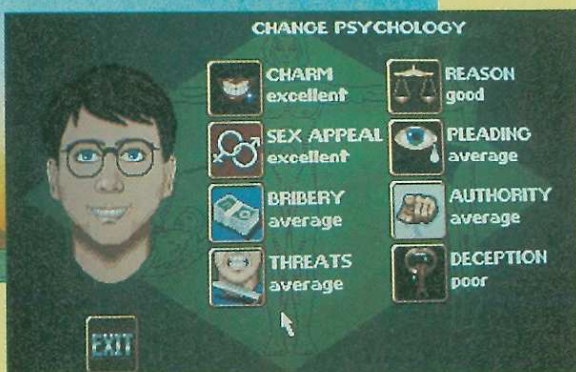 CHANGE PSYCHOLOGY
CHARM
excellent
REASON
good
SEX APPEAL
excellent
PLEADING
average
BRIBERY
average
AUTHORITY
average
THREATS
average
DECEPTION
poor
EXIT